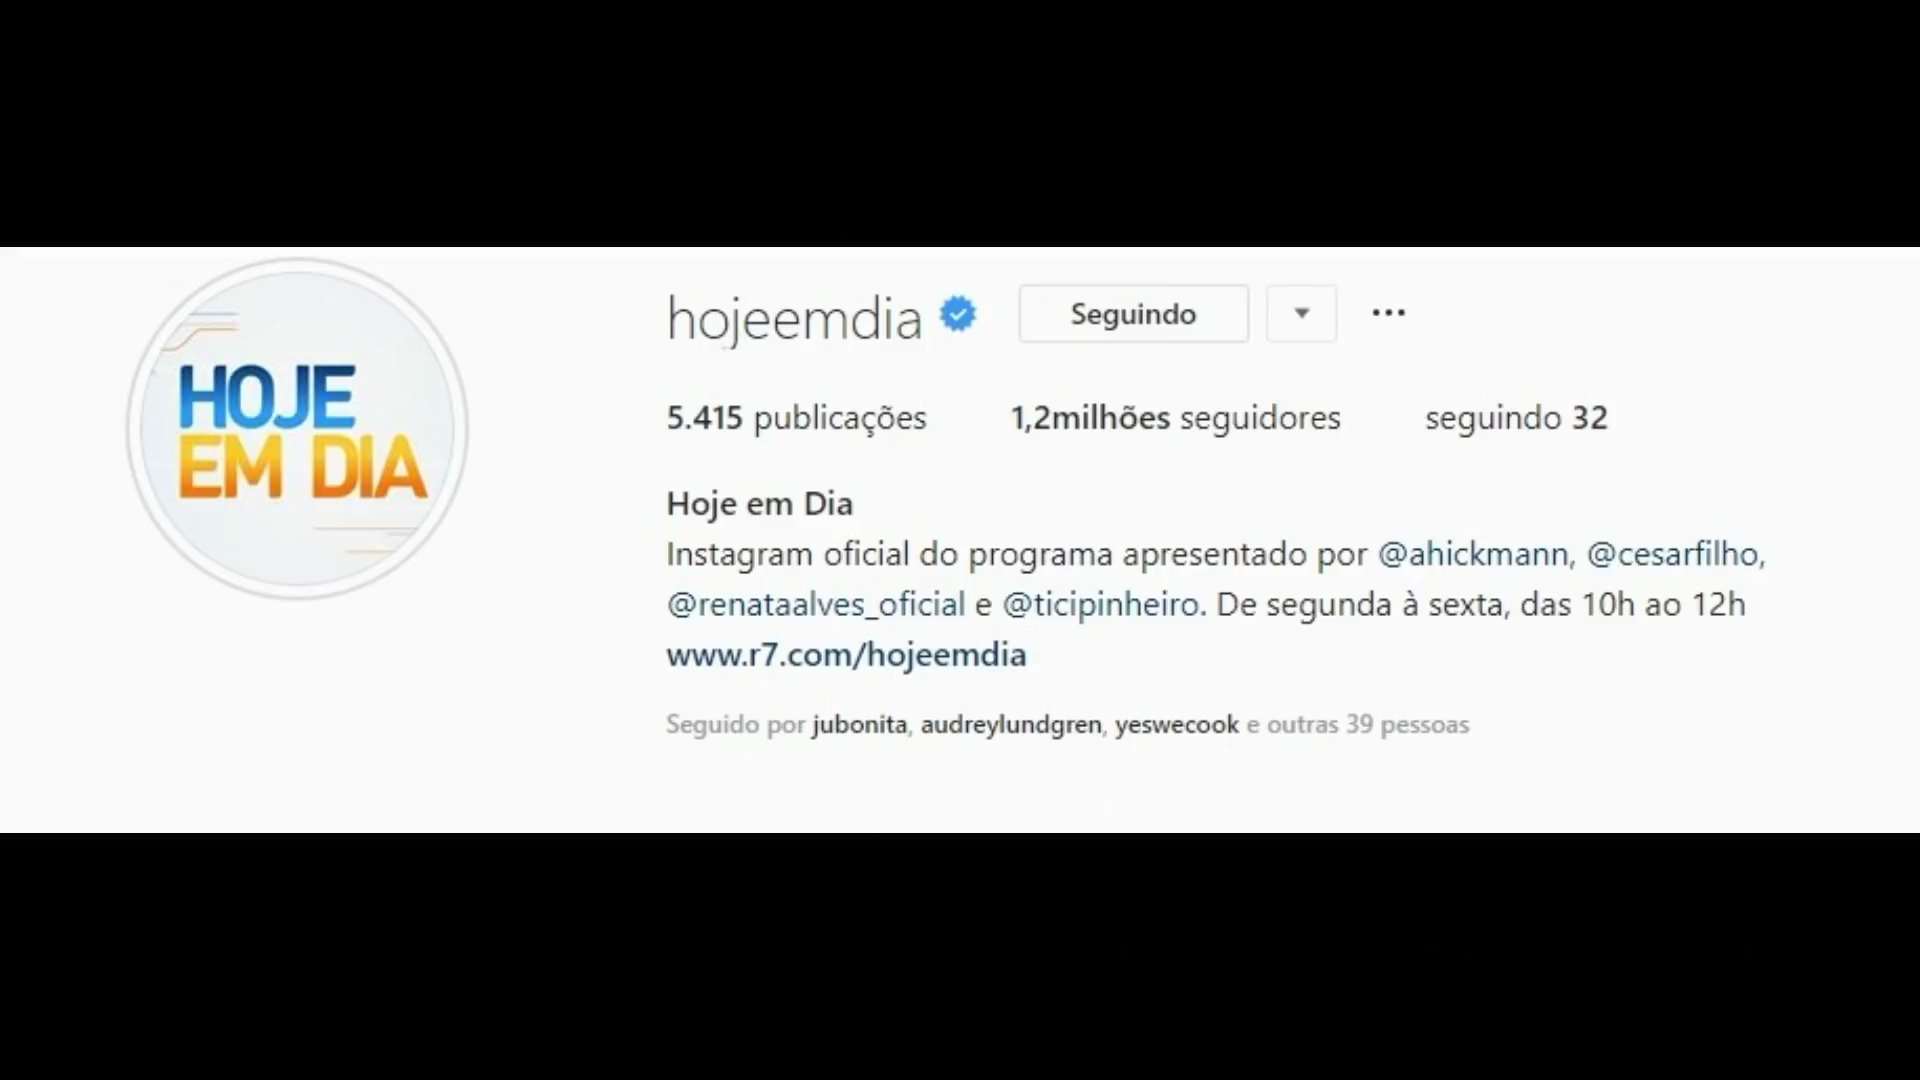 HOJE
EM DIA
hojeemdia Seguindo ...
5.415 publicações 1,2milhões seguidores seguindo 32
Hoje em Dia
Instagram oficial do programa apresentado por @ahickmann, @cesarfilho,
@renataalves_oficial e @ticipinheiro. De segunda à sexta, das 10h ao 12h
www.r7.com/hojeemdia
Seguido por jubonita, audreylundgren, yeswecook e outras 39 pessoas